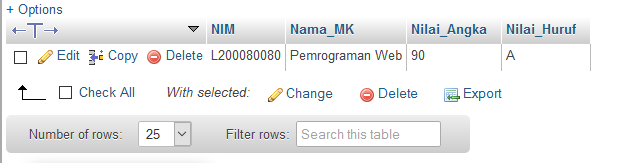 + Options
NIM Nama_MK Nilai_Angka Nilai_Huruf
Edit Copy Delete L200080080 Pemrograman Web 90 A
Check All With selected: Change Delete Export
Number of rows: 25 Filter rows: Search this table